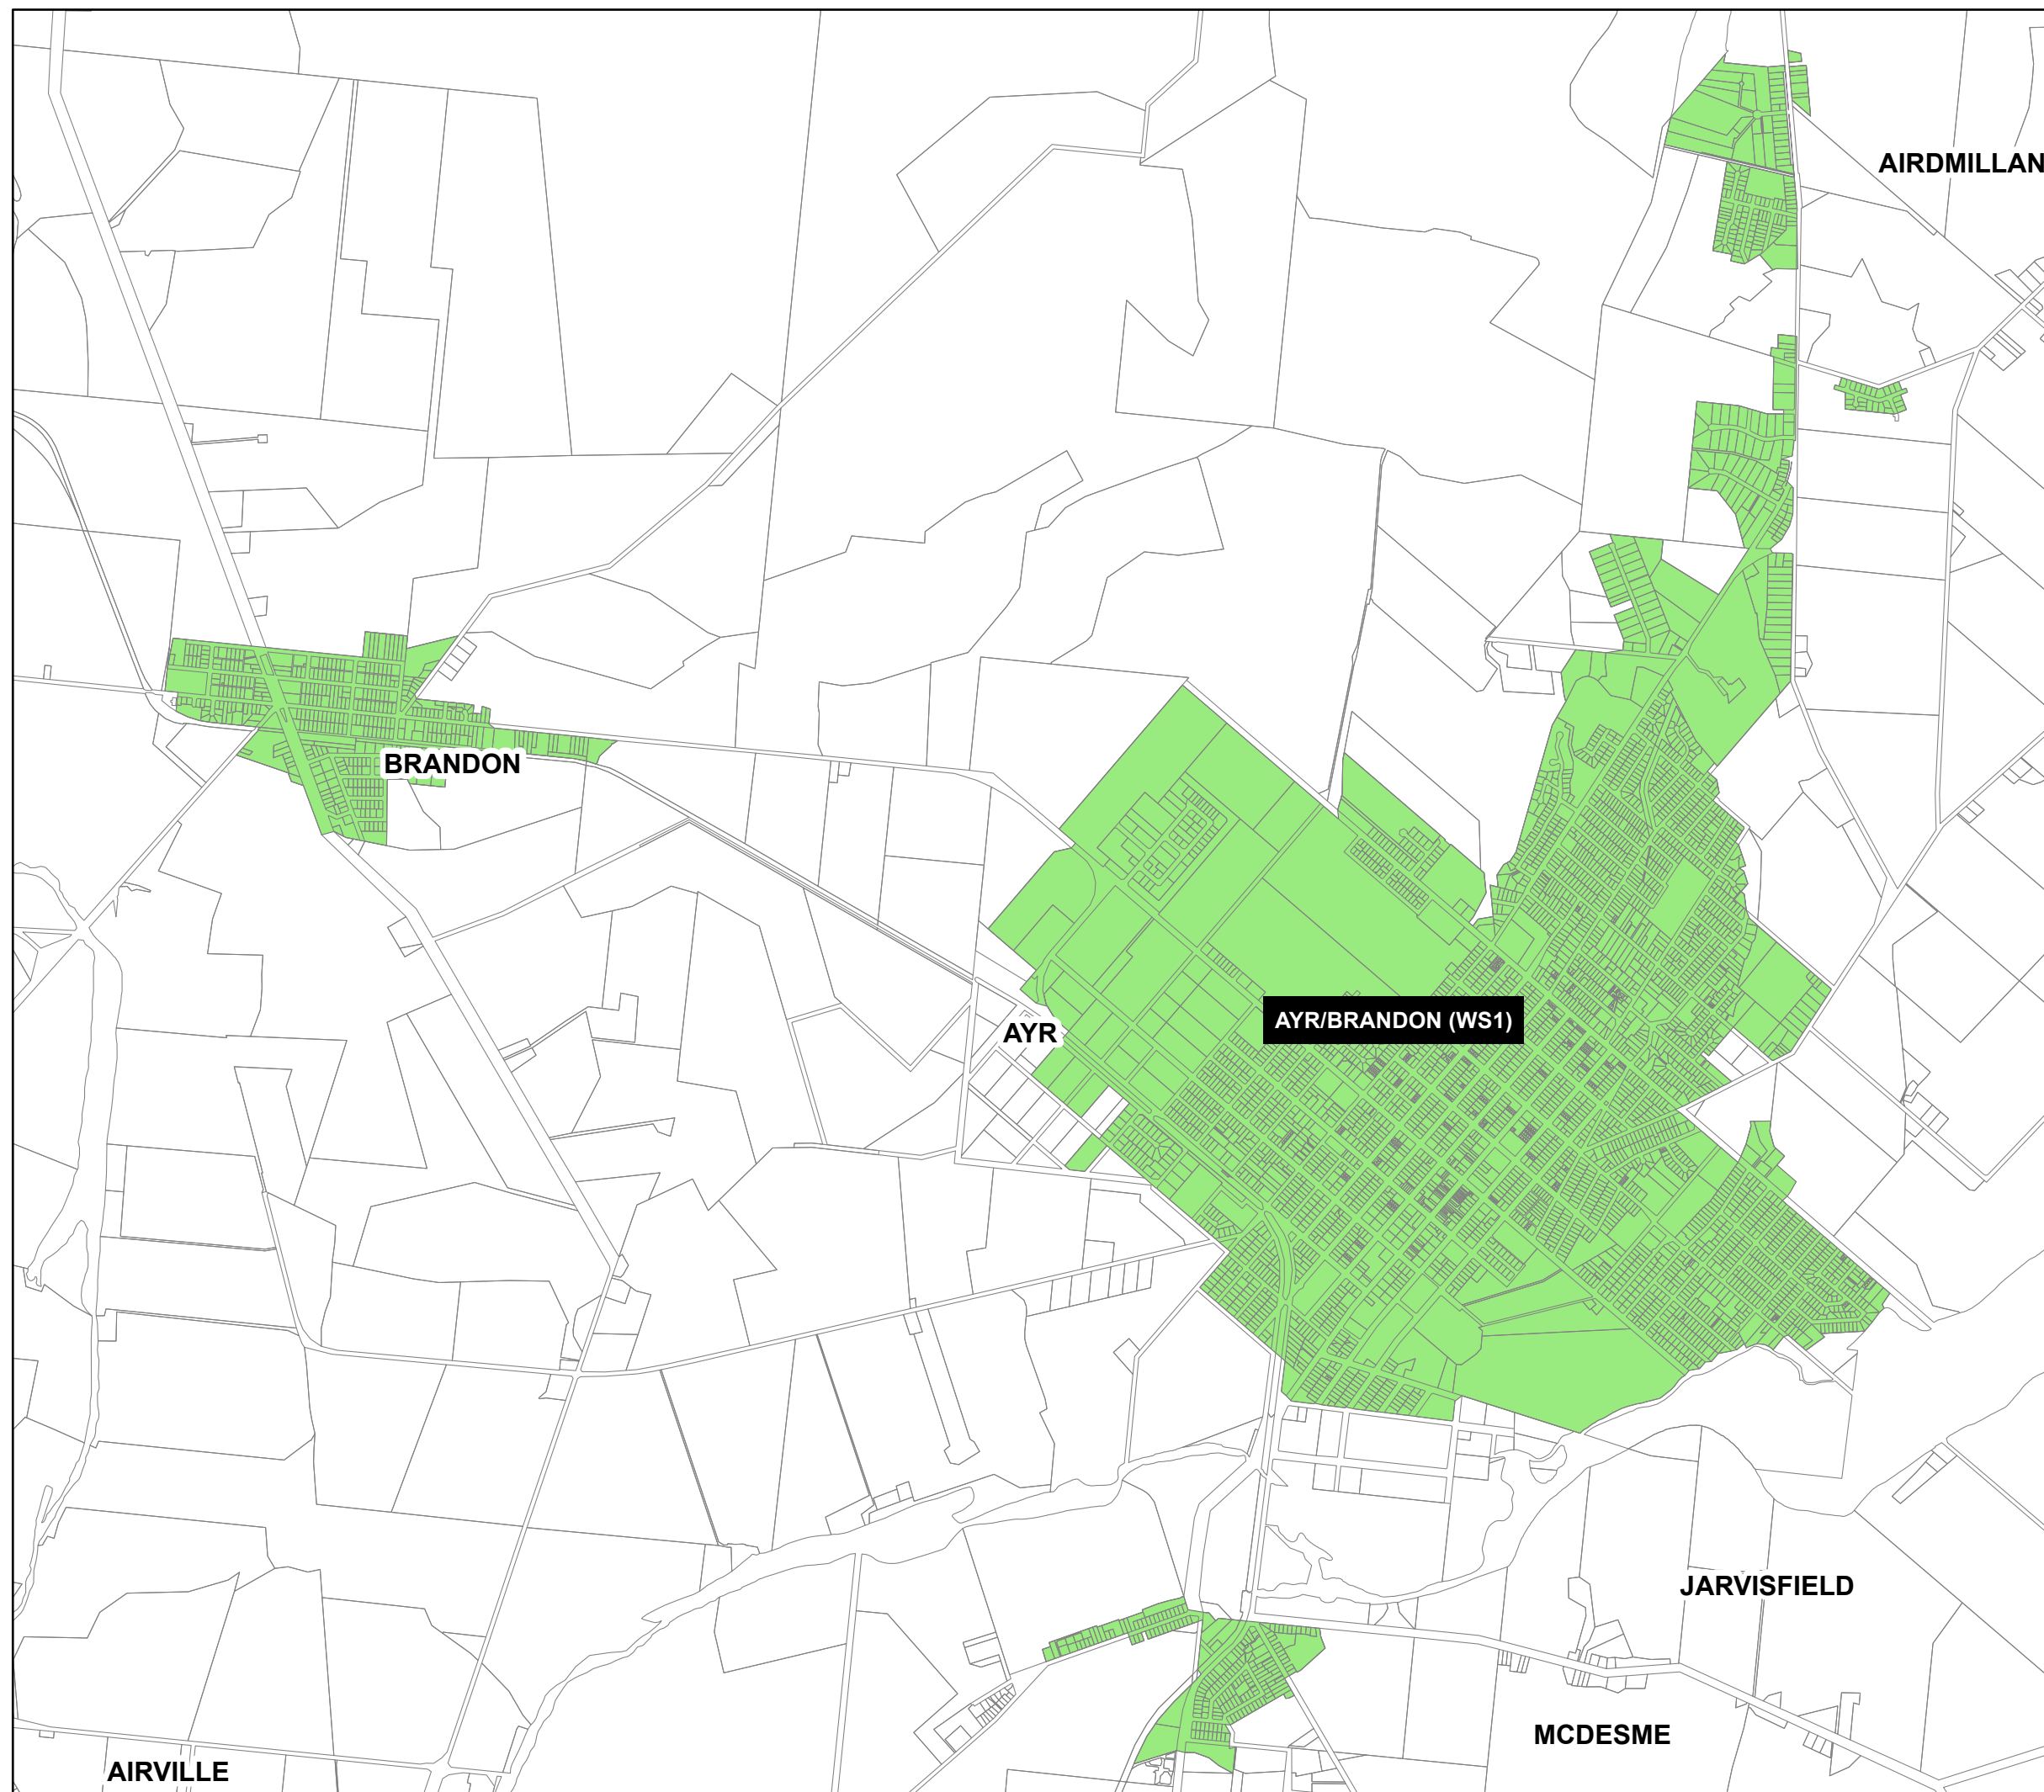 AIRDMILLAN
BRANDON
AYR/BRANDON (WS1)
AYR
JARVISFIELD
MCDESME
AIRVILLE